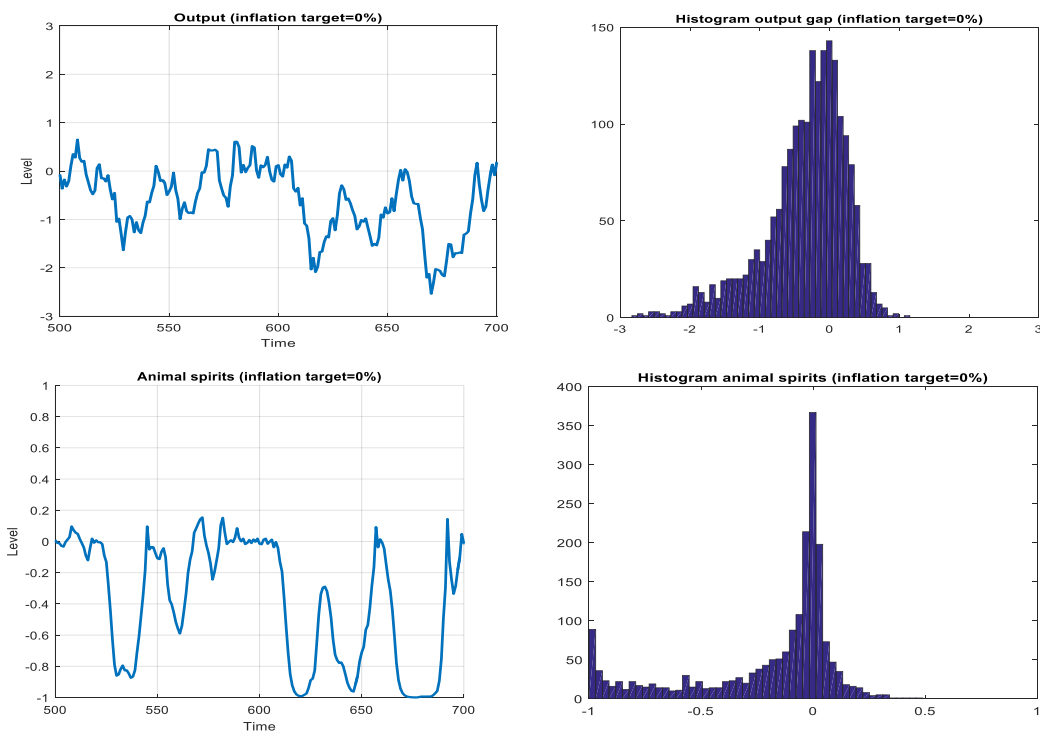 Output (inflation target=0%)
3
2
1
0
-1
-2
-3
Level
500 550 600 650 700
Time
Histogram output gap (inflation target=0%)
150
100
50
0
-3 -2 -1 0 1 2 3
Animal spirits (inflation target=0%)
1
0.8
0.6
0.4
0.2
0
-0.2
-0.4
-0.6
-0.8
-1
Level
500 550 600 650 700
Time
Histogram animal spirits (inflation target=0%)
400
350
300
250
200
150
100
50
0
-1 -0.5 0 0.5 1